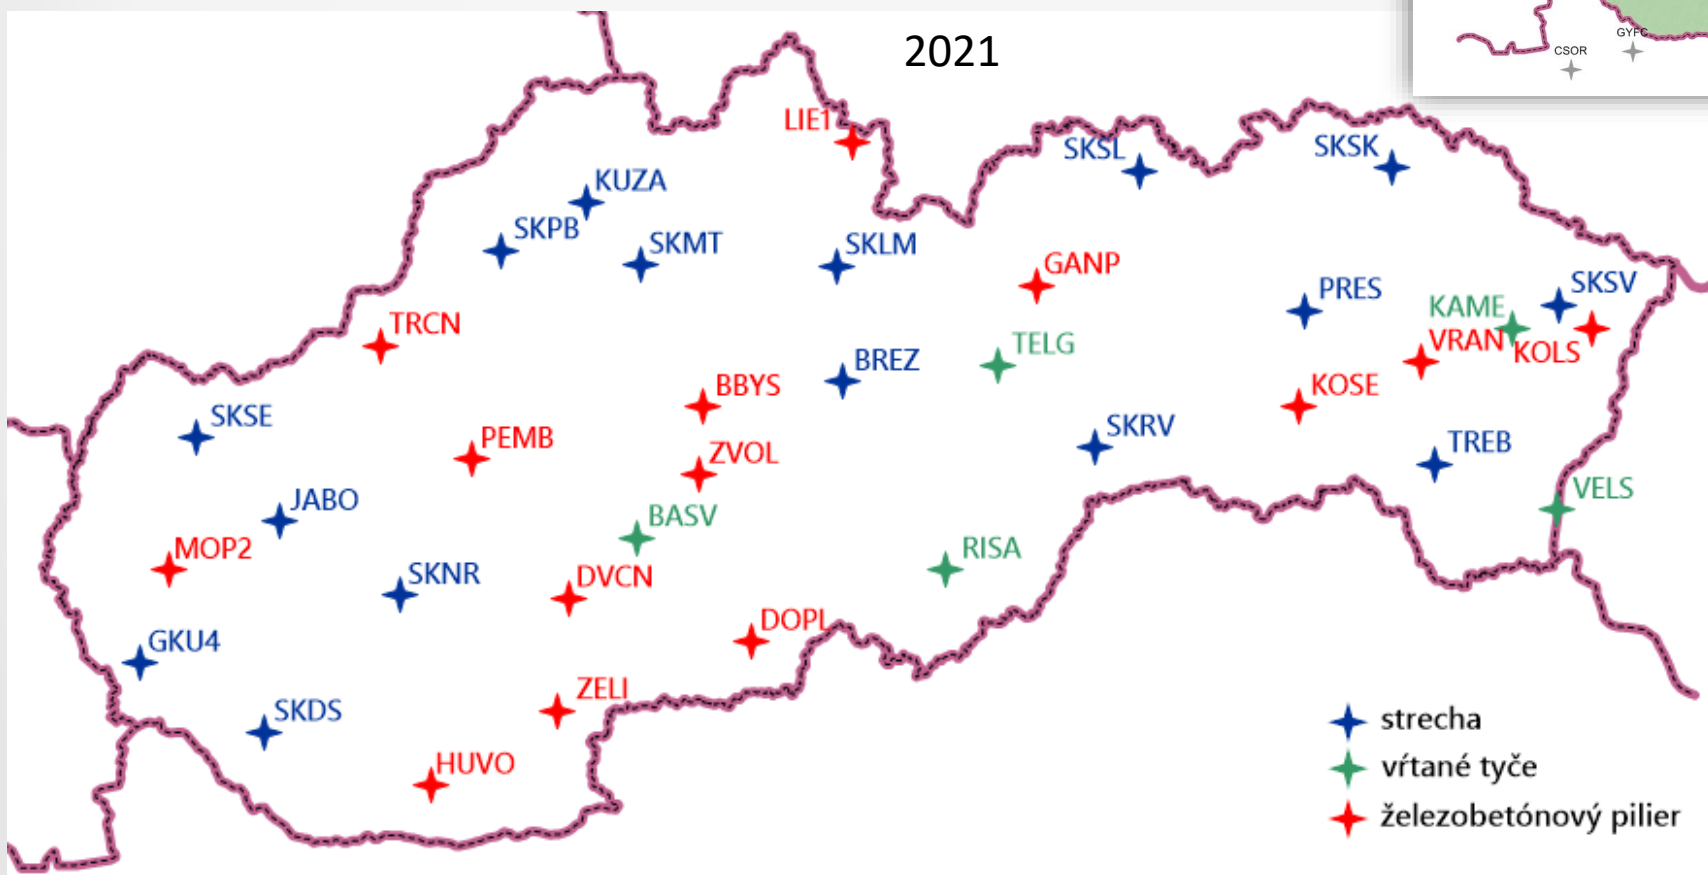 2021
GYFC
CSOR
LIE1
SKSL
SKSK
KUZA
SKPB
SKMT
SKLM
GANP
SKSV
PRES
KAME
TRCN
TELG
VRAN
KOLS
BREZ
BBYS
KOSE
SKSE
SKRV
PEMB
ZVOL
TREB
JABO
VELS
BASV
MOP2
RISA
SKNR
DVCN
DOPL
GKU4
ZELI
SKDS
HUVO
strecha
vŕtané tyče
železobetónový pilier